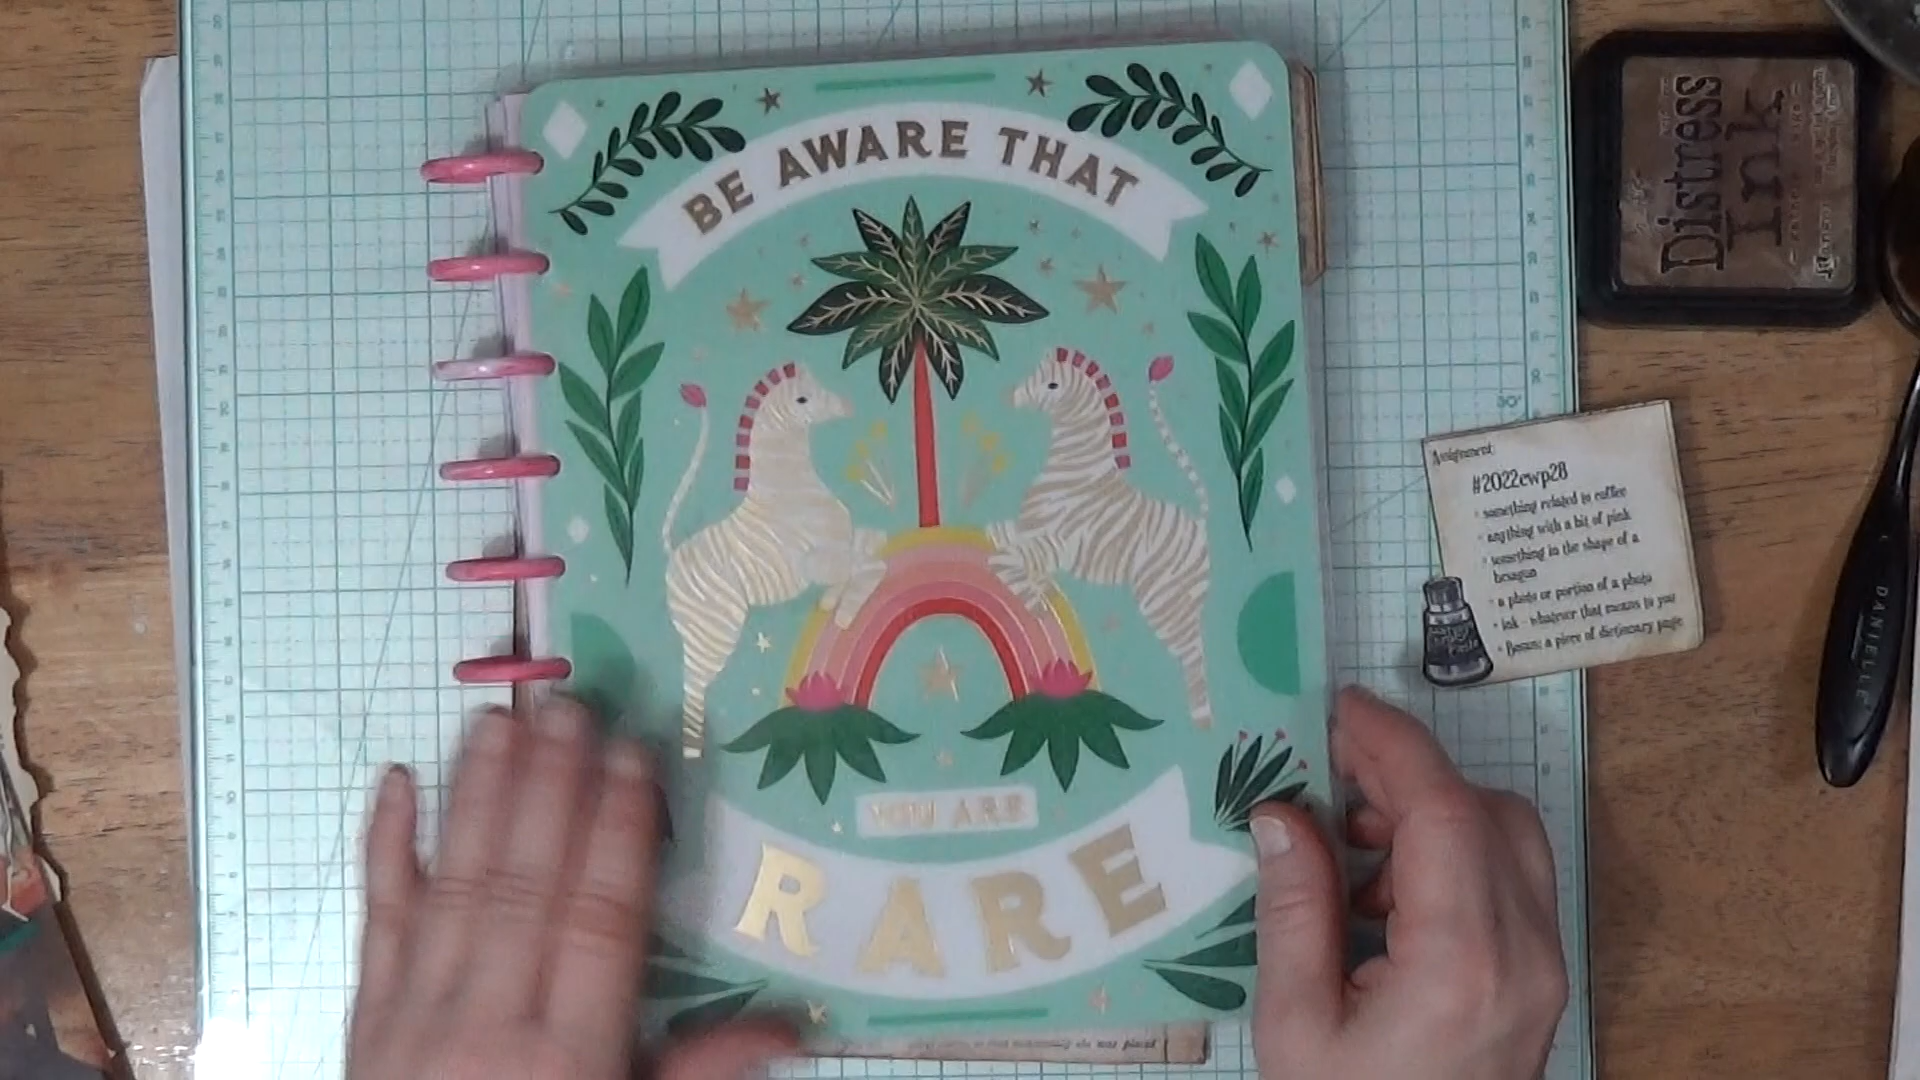 BE AWARE THAT
YOU ARE
RARE
Distress
Ink
Assignment:
#2022cwp28
• something related to coffee
• anything with a bit of pink
• something in the shape of a
hexagon
• a photo or portion of a photo
• ink - whatever that means to you
• Bonus: a piece of dictionary page
DANIELLE